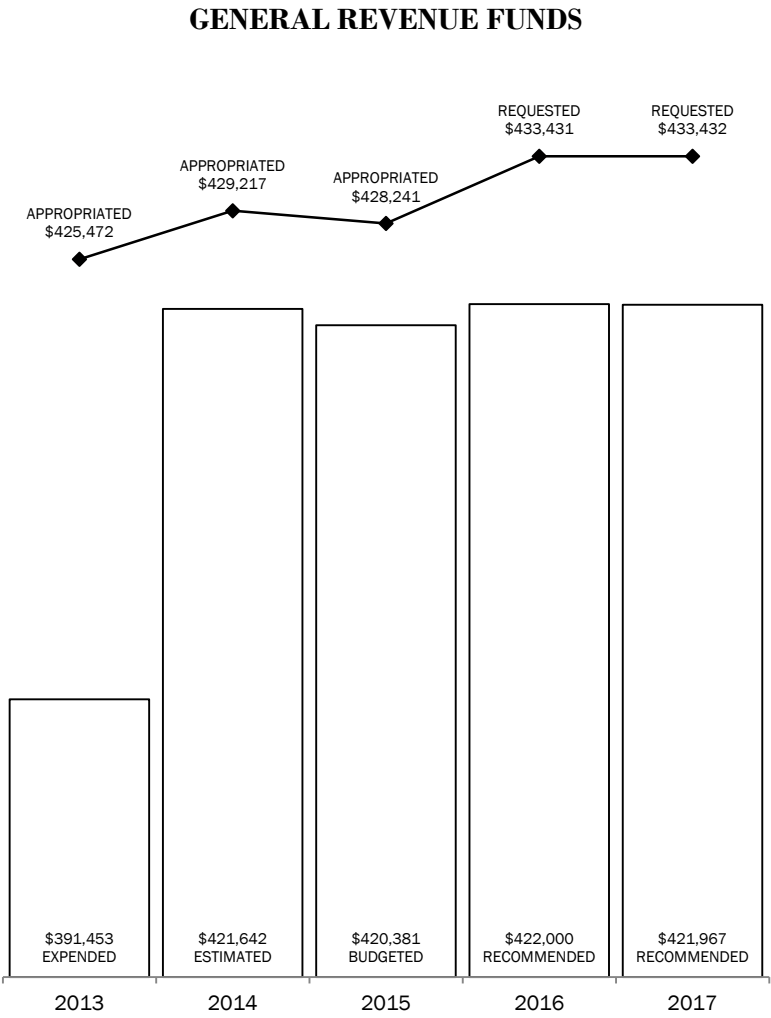 GENERAL REVENUE FUNDS
REQUESTED
$433,431
REQUESTED
$433,432
APPROPRIATED
$429,217
APPROPRIATED
$428,241
APPROPRIATED
$425,472
$391,453
EXPENDED
$421,642
ESTIMATED
$420,381
BUDGETED
$422,000
RECOMMENDED
$421,967
RECOMMENDED
2013
2014
2015
2016
2017